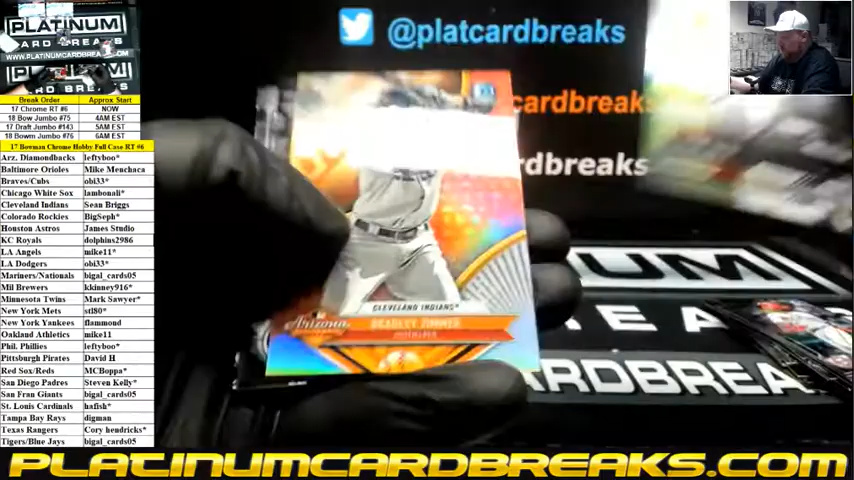 PLATINUM
CARD BREAKS
@platcardbreaks
cardbreaks
rdbreaks
CLEVELAND INDIANS*
BRADLEY ZIMMER
OUTFIELDER
Arizona
CARDBREAK
Break Order Approx Start
17 Chrome RT #6 NOW
18 Bow Jumbo #75 4AM EST
17 Draft Jumbo #143 5AM EST
18 Bowm Jumbo #76 6AM EST
17 Bowman Chrome Hobby Full Case RT #6
Arz. Diamondbacks leftyboo*
Baltimore Orioles Mike Menchaca
Braves/Cubs obi33*
Chicago White Sox lambonali*
Cleveland Indians Sean Briggs
Colorado Rockies BigSeph*
Houston Astros James Studio
KC Royals dolphins2986
LA Angels mike11*
LA Dodgers obi33*
Mariners/Nationals bigal_cards05
Mil Brewers kkinney916*
Minnesota Twins Mark Sawyer*
New York Mets stl80*
New York Yankees flammond
Oakland Athletics mike11
Phil. Phillies leftyboo*
Pittsburgh Pirates David H
Red Sox/Reds MCBoppa*
San Diego Padres Steven Kelly*
San Fran Giants bigal_cards05
St. Louis Cardinals hafish*
Tampa Bay Rays digman
Texas Rangers Cory hendricks*
Tigers/Blue Jays bigal_cards05
PLATINUMCARDBREAKS.COM